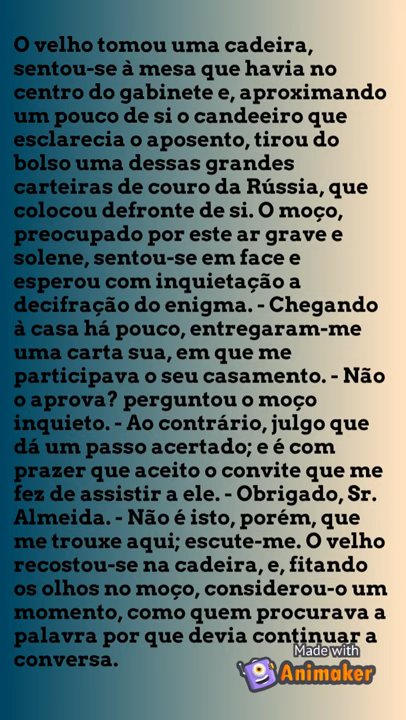 O velho tomou uma cadeira,
sentou-se à mesa que havia no
centro do gabinete e, aproximando
um pouco de si o candeeiro que
esclarecia o aposento, tirou do
bolso uma dessas grandes
carteiras de couro da Rússia, que
colocou defronte de si. O moço,
preocupado por este ar grave e
solene, sentou-se em face e
esperou com inquietação a
decifração do enigma. - Chegando
à casa há pouco, entregaram-me
uma carta sua, em que me
participava o seu casamento. - Não
o aprova? perguntou o moço
inquieto. - Ao contrário, julgo que
dá um passo acertado; e é com
prazer que aceito o convite que me
fez de assistir a ele. - Obrigado, Sr.
Almeida. - Não é isto, porém, que
me trouxe aqui; escute-me. O velho
recostou-se na cadeira, e, fitando
os olhos no moço, considerou-o um
momento, como quem procurava a
palavra por que devia continuar a
conversa.
Made with
Animaker